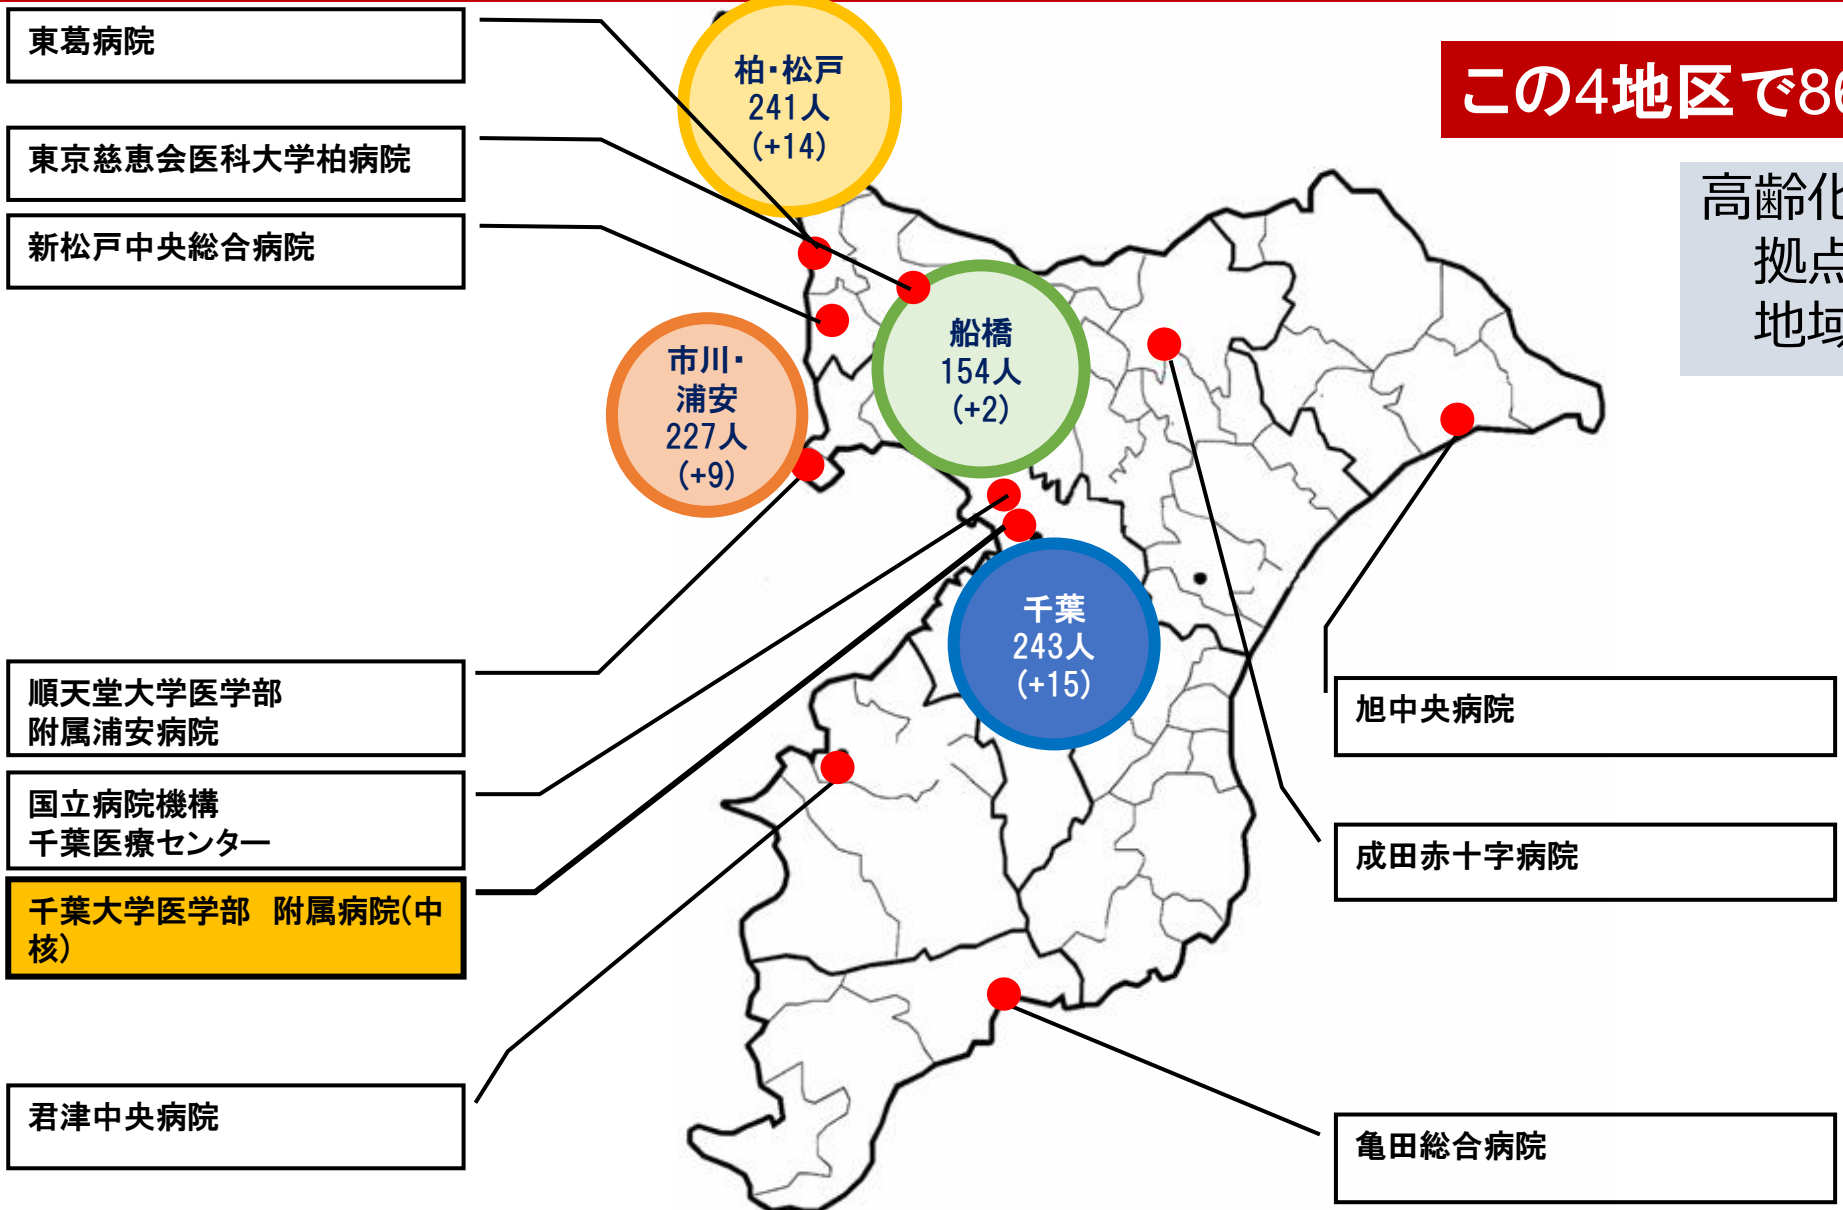 東葛病院
東京慈恵会医科大学柏病院
新松戸中央総合病院
柏・松戸
241人
(+14)
この4地区で86
高齢化
拠点
地域
船橋
154人
(+2)
市川・
浦安
227人
(+9)
千葉
243人
(+15)
順天堂大学医学部
附属浦安病院
国立病院機構
千葉医療センター
千葉大学医学部　附属病院(中
核)
君津中央病院
旭中央病院
成田赤十字病院
亀田総合病院